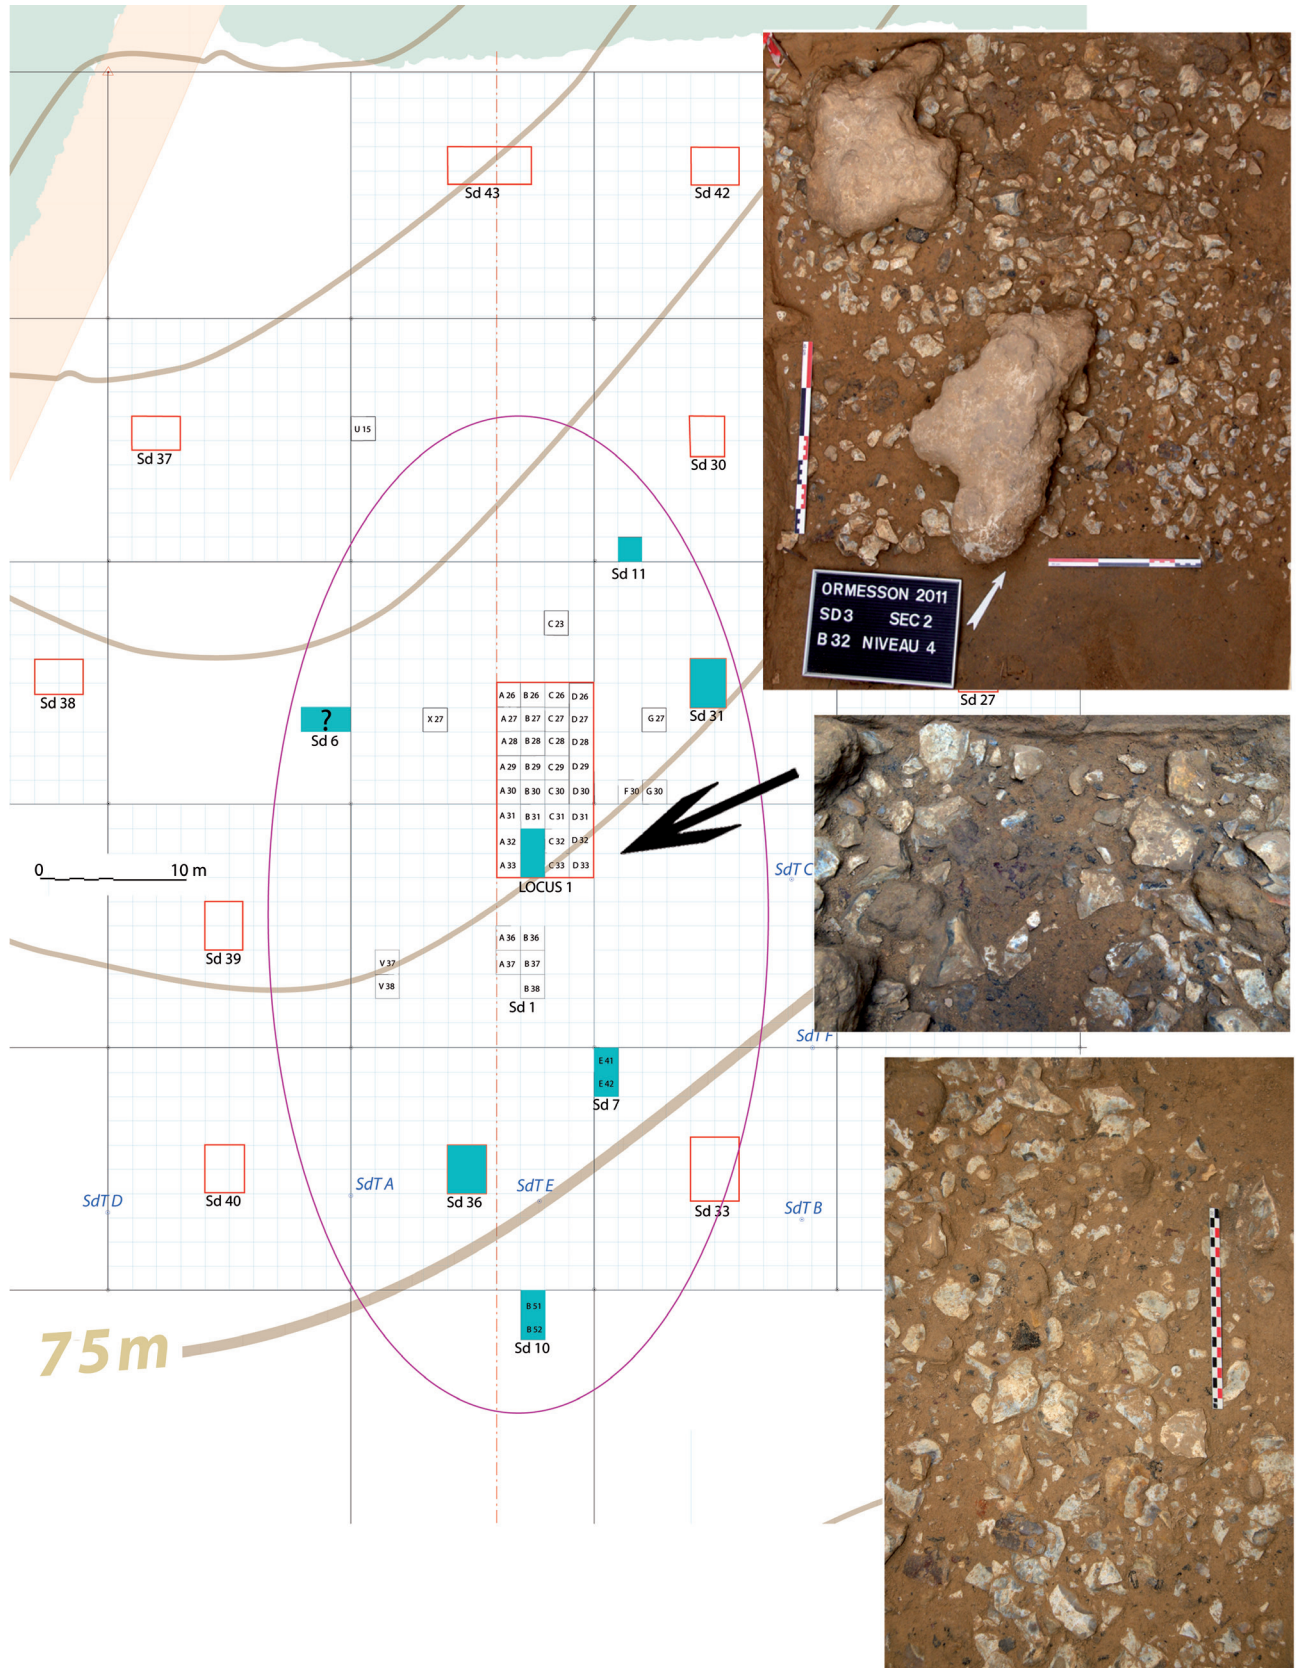 Sd 43
Sd 42
ORMESSON 2011
SD3 SEC 2
B 32 NIVEAU 4
U 15
Sd 37
Sd 30
Sd 11
C 23
Sd 38
Sd 27
A 26 B 26 C 26 D 26
Sd 31
? X 27 A 27 B 27 C 27 D 27 G 27
Sd 6
A 28 B 28 C 28 D 28
A 29 B 29 C 29 D 29
A 30 B 30 C 30 D 30 F 30 G 30
A 31 B 31 C 31 D 31
A 32 C 32 D 32
A 33 C 33 D 33
0 10 m
LOCUS 1
SdT C
Sd 39
A 36 B 36
V 37 A 37 B 37
V 38 B 38
Sd 1
SdT F
E 41
E 42
Sd 7
SdT D
Sd 40
SdT A
Sd 36
SdT E
Sd 33
SdT B
B 51
B 52
Sd 10
75m